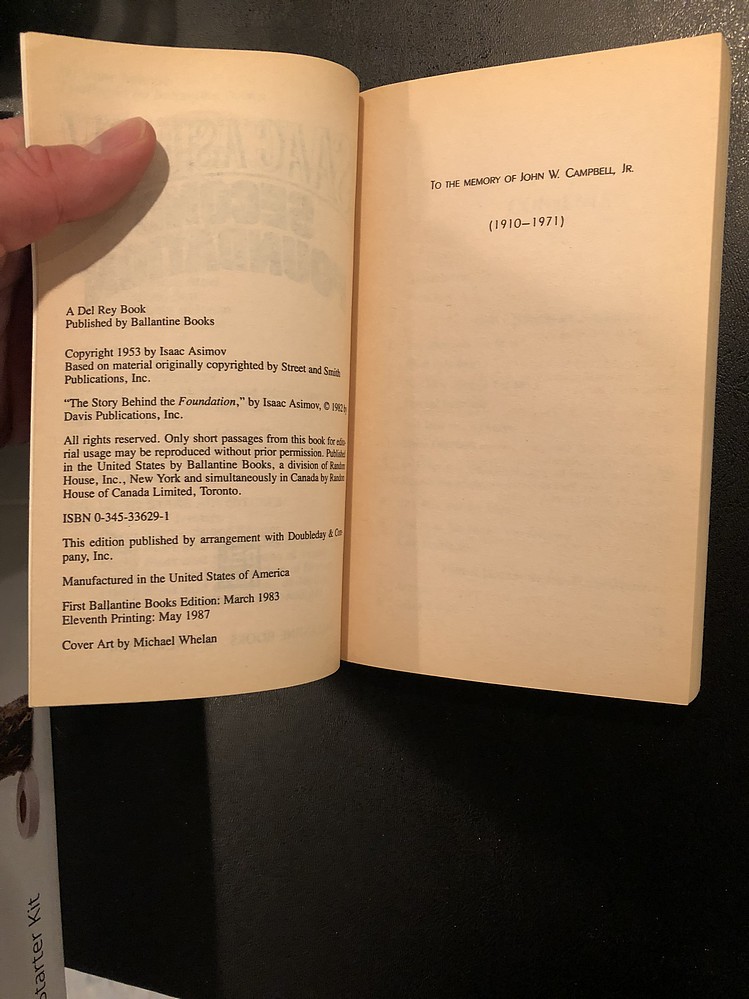 A Del Rey Book
Published by Ballantine Books
Copyright 1953 by Isaac Asimov
Based on material originally copyrighted by Street and Smith
Publications, Inc.
“The Story Behind the Foundation,” by Isaac Asimov, © 1982 by
Davis Publications, Inc.
All rights reserved. Only short passages from this book for edito-
rial usage may be reproduced without prior permission. Published
in the United States by Ballantine Books, a division of Random
House, Inc., New York and simultaneously in Canada by Random
House of Canada Limited, Toronto.
ISBN 0-345-33629-1
This edition published by arrangement with Doubleday & Com-
pany, Inc.
Manufactured in the United States of America
First Ballantine Books Edition: March 1983
Eleventh Printing: May 1987
Cover Art by Michael Whelan
To the memory of John W. Campbell, Jr.
(1910–1971)
Starter Kit